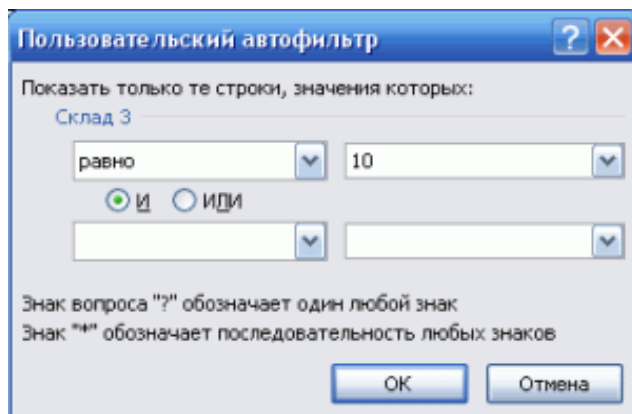 Пользовательский автофильтр
Показать только те строки, значения которых:
Склад 3
равно 10
И ИЛИ
Знак вопроса "?" обозначает один любой знак
Знак "*" обозначает последовательность любых знаков
ОК Отмена